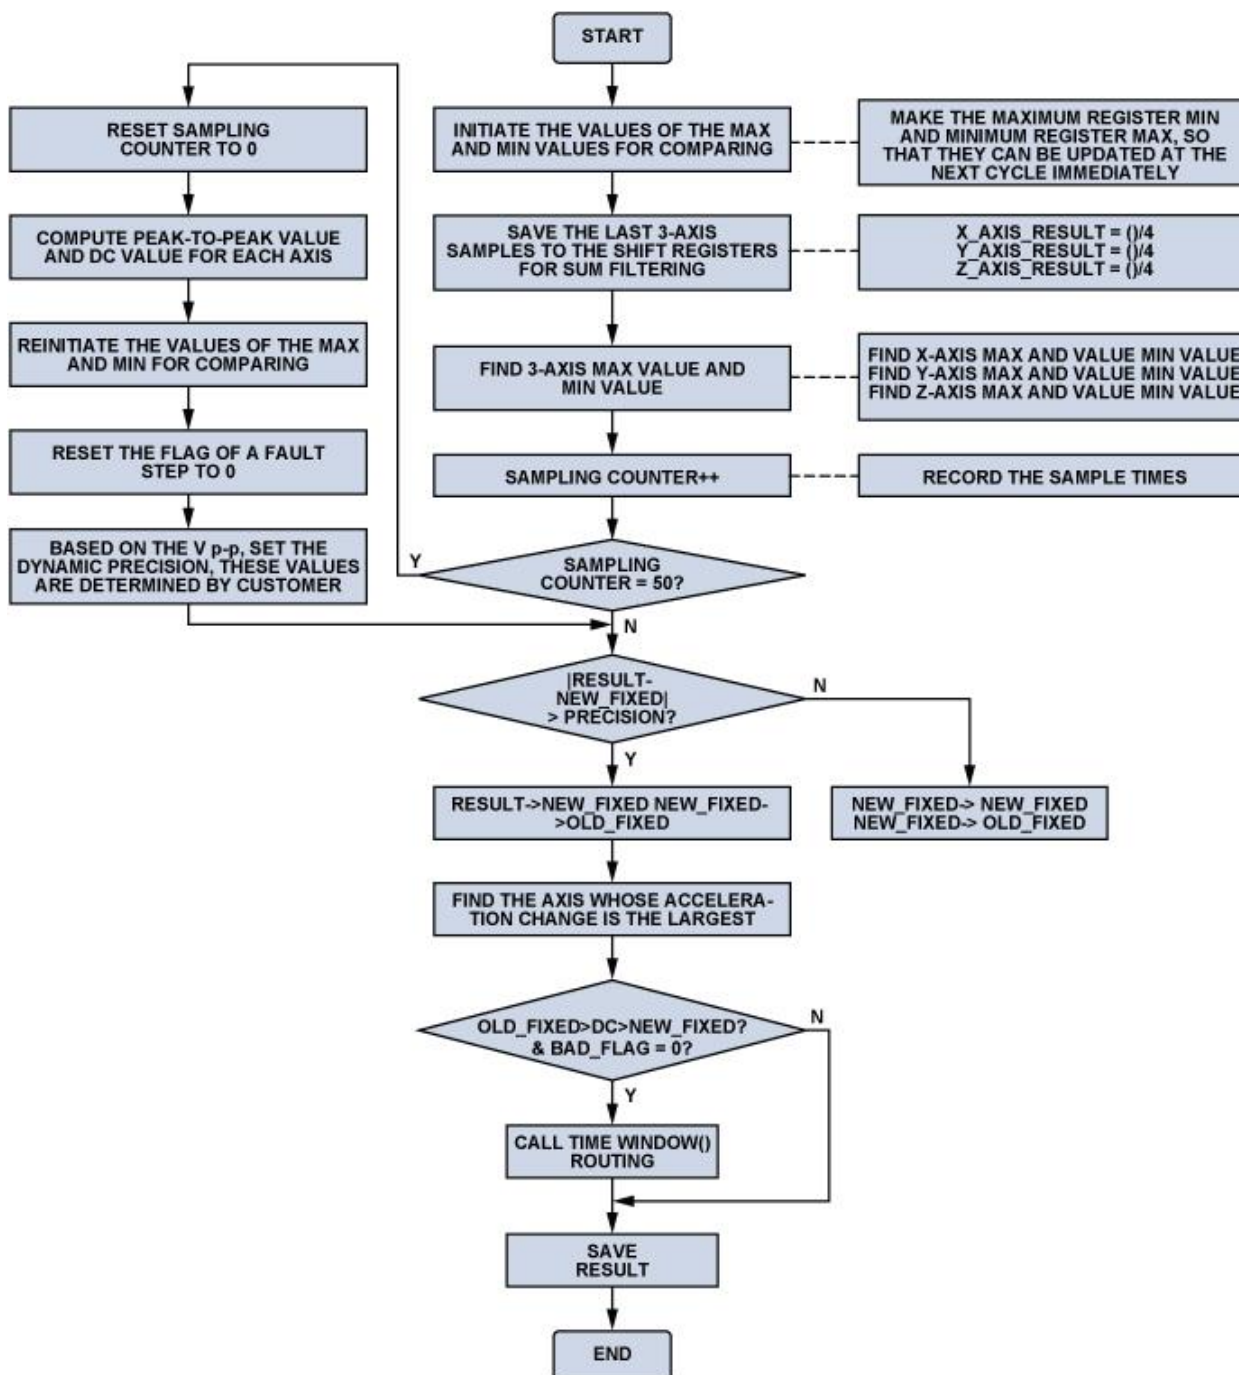 START
RESET SAMPLING
COUNTER TO 0
INITIATE THE VALUES OF THE MAX
AND MIN VALUES FOR COMPARING
MAKE THE MAXIMUM REGISTER MIN
AND MINIMUM REGISTER MAX, SO
THAT THEY CAN BE UPDATED AT THE
NEXT CYCLE IMMEDIATELY
COMPUTE PEAK-TO-PEAK VALUE
AND DC VALUE FOR EACH AXIS
SAVE THE LAST 3-AXIS
SAMPLES TO THE SHIFT REGISTERS
FOR SUM FILTERING
X_AXIS_RESULT = ()/4
Y_AXIS_RESULT = ()/4
Z_AXIS_RESULT = ()/4
REINITIATE THE VALUES OF THE MAX
AND MIN FOR COMPARING
FIND 3-AXIS MAX VALUE AND
MIN VALUE
FIND X-AXIS MAX AND VALUE MIN VALUE
FIND Y-AXIS MAX AND VALUE MIN VALUE
FIND Z-AXIS MAX AND VALUE MIN VALUE
RESET THE FLAG OF A FAULT
STEP TO 0
SAMPLING COUNTER++
RECORD THE SAMPLE TIMES
BASED ON THE V p-p, SET THE
DYNAMIC PRECISION, THESE VALUES
ARE DETERMINED BY CUSTOMER
Y
SAMPLING
COUNTER = 50?
N
|RESULT-
NEW_FIXED|
> PRECISION?
N
Y
RESULT->NEW_FIXED NEW_FIXED-
>OLD_FIXED
NEW_FIXED-> NEW_FIXED
NEW_FIXED-> OLD_FIXED
FIND THE AXIS WHOSE ACCELERA-
TION CHANGE IS THE LARGEST
OLD_FIXED>DC>NEW_FIXED?
& BAD_FLAG = 0?
N
Y
CALL TIME WINDOW()
ROUTING
SAVE
RESULT
END